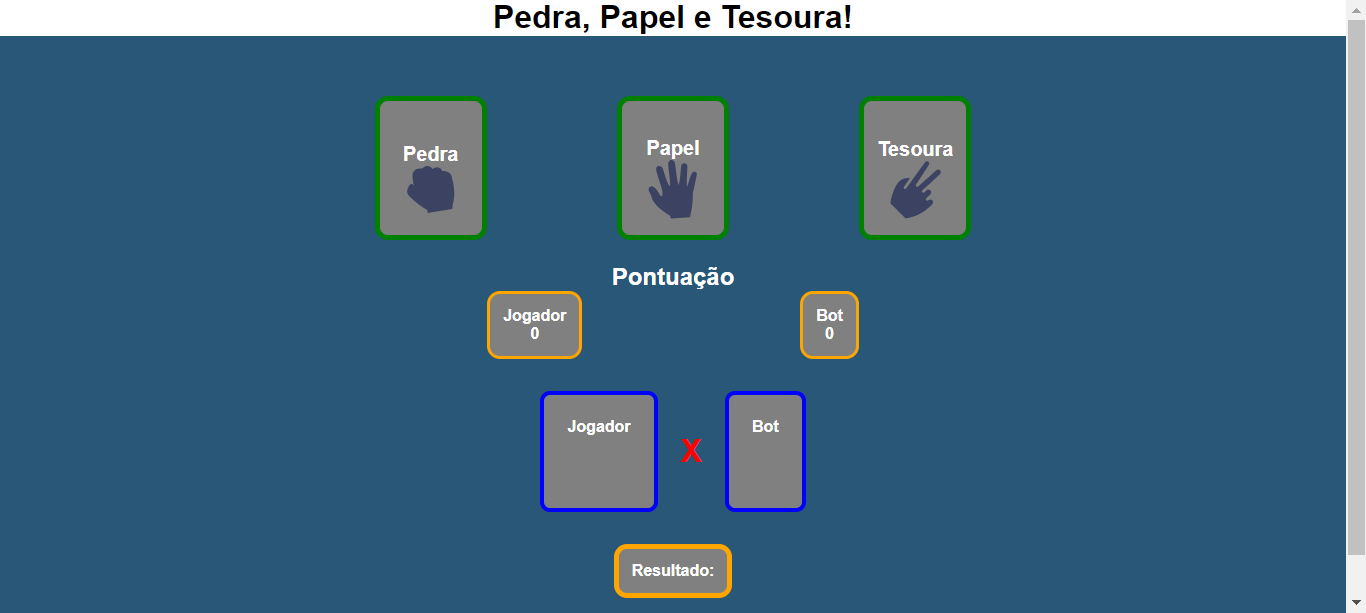 Pedra, Papel e Tesoura!
Pedra
Papel
Tesoura
Pontuação
Jogador
0
Bot
0
Jogador
X
Bot
Resultado: